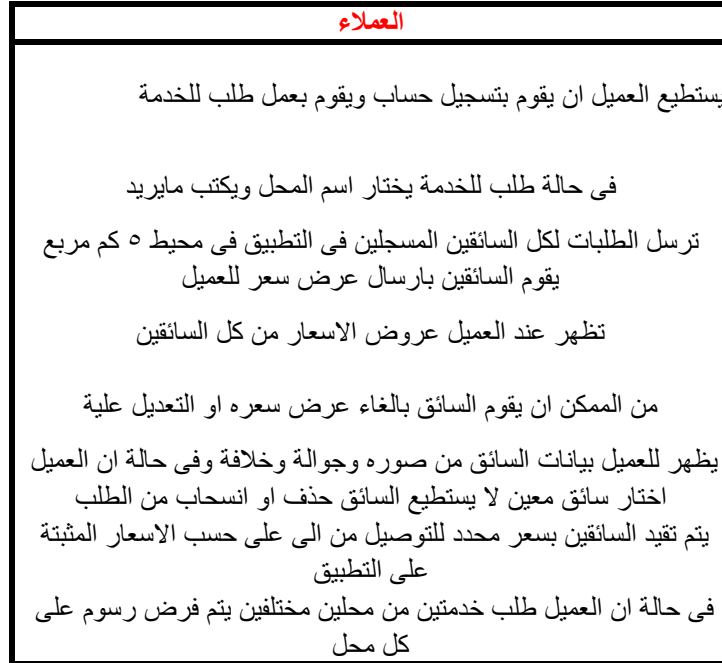 العملاء
يستطيع العميل ان يقوم بتسجيل حساب ويقوم بعمل طلب للخدمة
فى حالة طلب للخدمة يختار اسم المحل ويكتب مايريد
ترسل الطلبات لكل السائقين المسجلين فى التطبيق فى محيط ٥ كم مربع
يقوم السائقين بارسال عرض سعر للعميل
تظهر عند العميل عروض الاسعار من كل السائقين
من الممكن ان يقوم السائق بالغاء عرض سعره او التعديل علية
يظهر للعميل بيانات السائق من صوره وجوالة وخلافة وفى حالة ان العميل
اختار سائق معين لا يستطيع السائق حذف او انسحاب من الطلب
يتم تقيد السائقين بسعر محدد للتوصيل من الى على حسب الاسعار المثبتة
على التطبيق
فى حالة ان العميل طلب خدمتين من محلين مختلفين يتم فرض رسوم على
كل محل